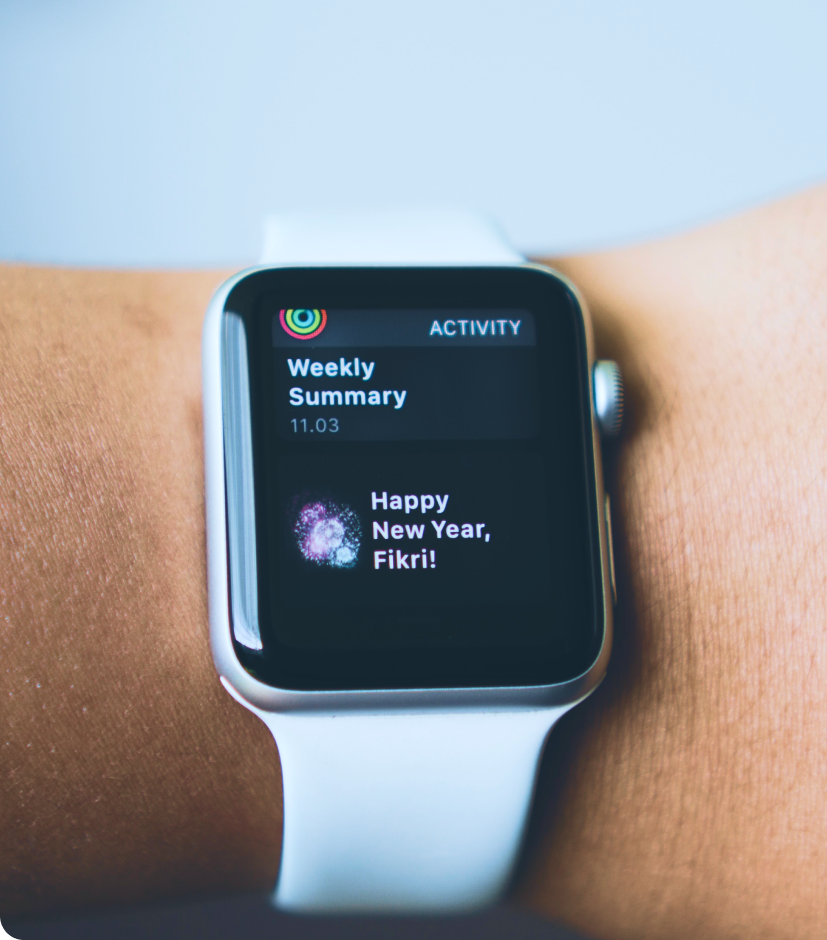 ACTIVITY
Weekly
Summary
11.03
Happy
New Year,
Fikri!